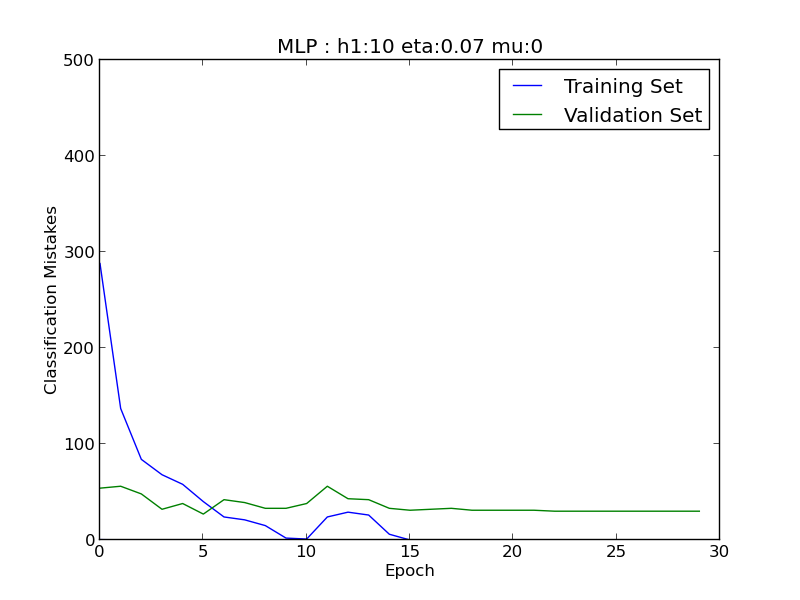 MLP : h1:10 eta:0.07 mu:0
500
400
300
200
100
0
Classification Mistakes
Training Set
Validation Set
0 5 10 15 20 25 30
Epoch